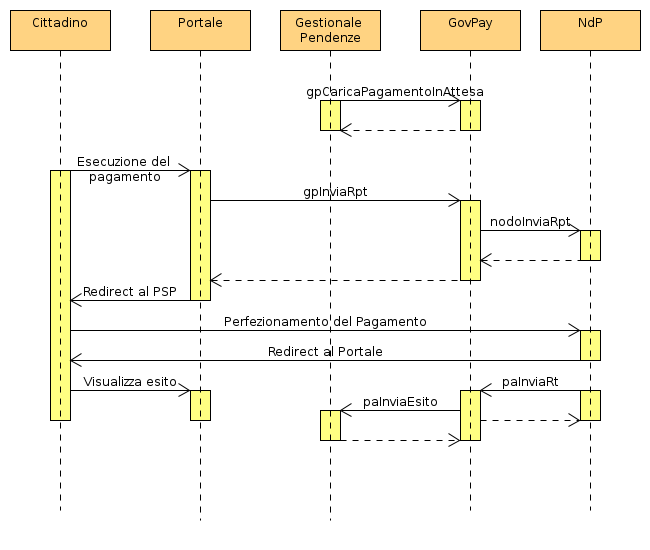 Cittadino
Portale
Gestionale
Pendenze
GovPay
NdP
gpCaricaPagamentoInAttesa
Esecuzione del
pagamento
gpInviaRpt
nodoInviaRpt
Redirect al PSP
Perfezionamento del Pagamento
Redirect al Portale
Visualizza esito
paInviaRt
paInviaEsito